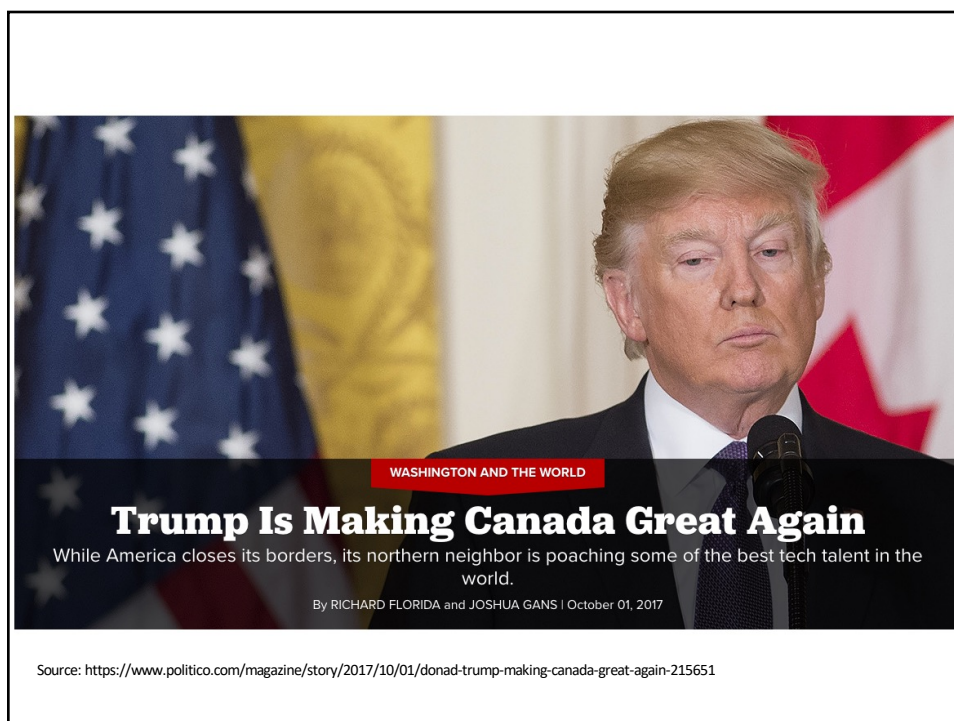 WASHINGTON AND THE WORLD
Trump Is Making Canada Great Again
While America closes its borders, its northern neighbor is poaching some of the best tech talent in the
world.
By RICHARD FLORIDA and JOSHUA GANS | October 01, 2017
Source: https://www.politico.com/magazine/story/2017/10/01/donad-trump-making-canada-great-again-215651